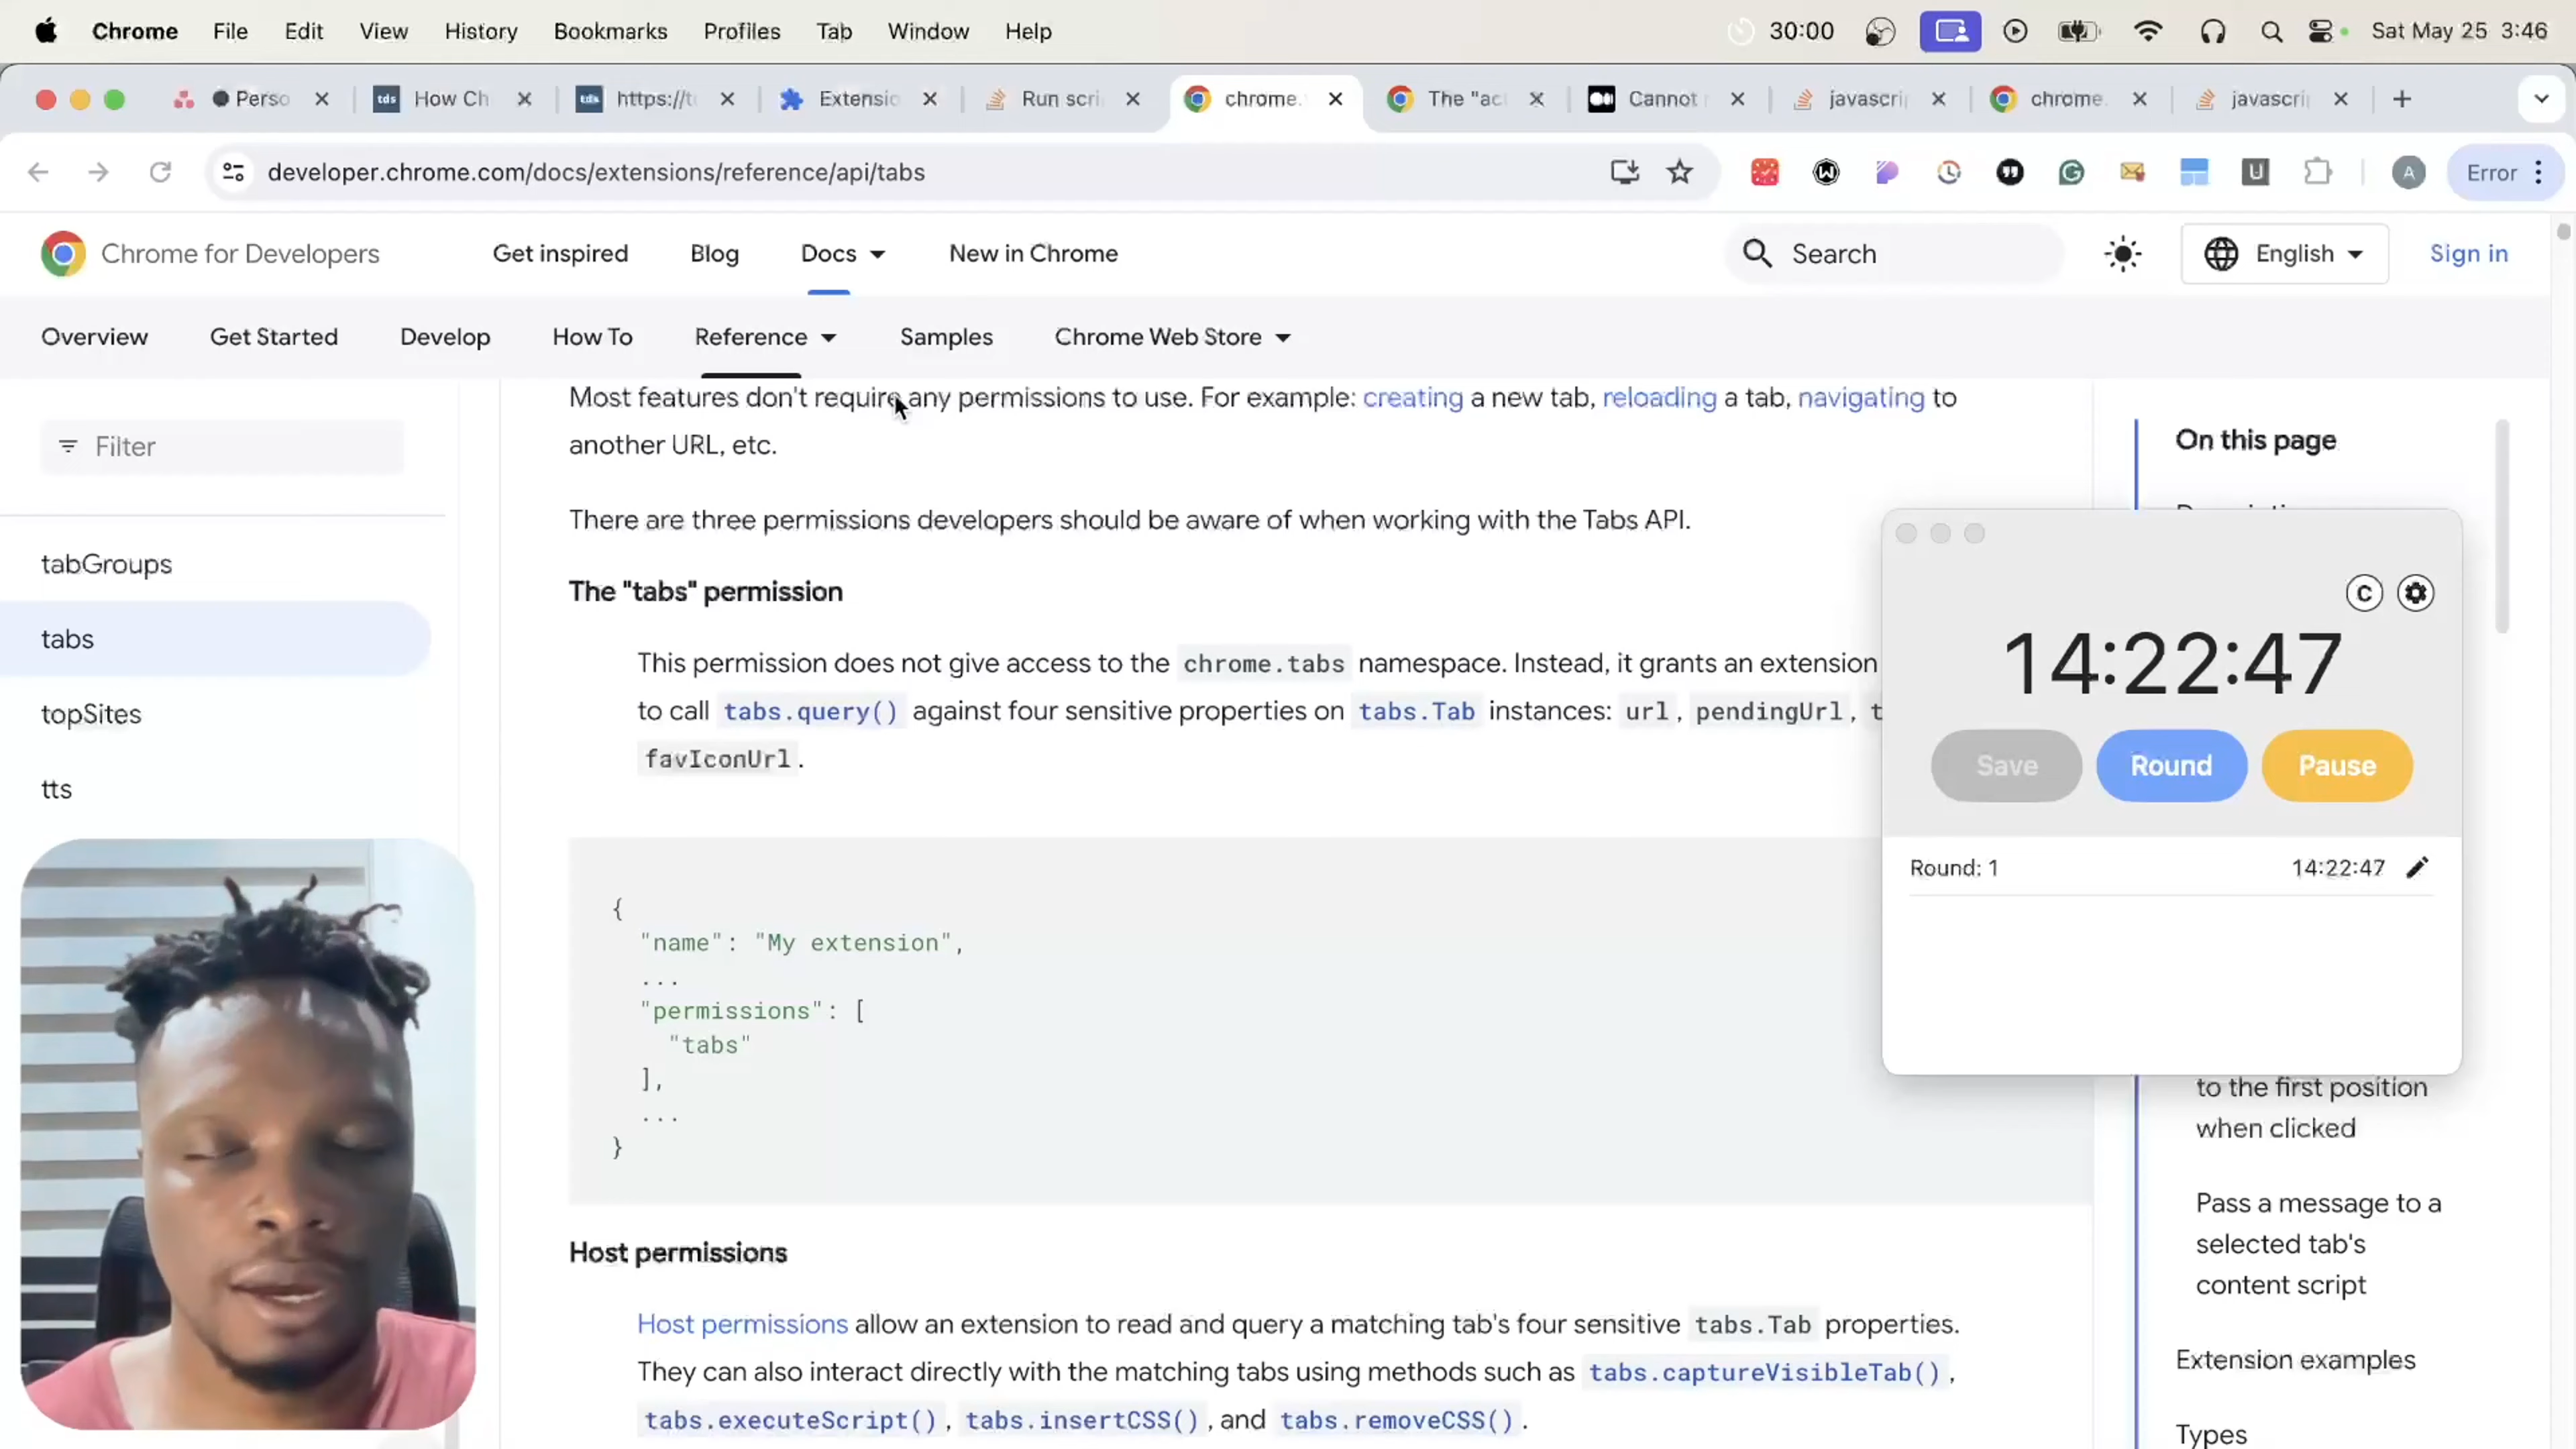 Chrome File Edit View History Bookmarks Profiles Tab Window Help 30:00 Sat May 25 3:46
Perso How Ch https://t Extensio Run scri chrome. The "ac Cannot javascri chrome. javascri
developer.chrome.com/docs/extensions/reference/api/tabs A Error
Chrome for Developers Get inspired Blog Docs New in Chrome Search English Sign in
Overview Get Started Develop How To Reference Samples Chrome Web Store
Filter
tabGroups
tabs
topSites
tts
Most features don't require any permissions to use. For example: creating a new tab, reloading a tab, navigating to
another URL, etc.
There are three permissions developers should be aware of when working with the Tabs API.
The "tabs" permission
This permission does not give access to the chrome.tabs namespace. Instead, it grants an extension
to call tabs.query() against four sensitive properties on tabs.Tab instances: url, pendingUrl, t
favIconUrl.
{
"name": "My extension",
...
"permissions": [
"tabs"
],
...
}
Host permissions
Host permissions allow an extension to read and query a matching tab's four sensitive tabs.Tab properties.
They can also interact directly with the matching tabs using methods such as tabs.captureVisibleTab(),
tabs.executeScript(), tabs.insertCSS(), and tabs.removeCSS().
On this page
C
14:22:47
Save Round Pause
Round: 1 14:22:47
to the first position
when clicked
Pass a message to a
selected tab's
content script
Extension examples
Types